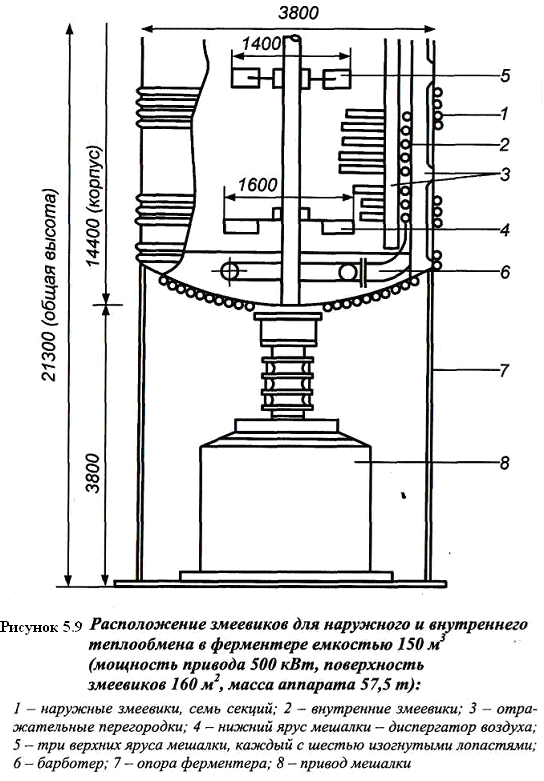 3800
1400
5
1
2
3
1600
4
6
14400 (корпус)
21300 (общая высота)
3800
7
8
Рисунок 5.9 Расположение змеевиков для наружного и внутреннего
теплообмена в ферментере емкостью 150 м³
(мощность привода 500 кВт, поверхность
змеевиков 160 м², масса аппарата 57,5 т):
1 – наружные змеевики, семь секций; 2 – внутренние змеевики; 3 – отра-
жательные перегородки; 4 – нижний ярус мешалки – диспергатор воздуха;
5 – три верхних яруса мешалки, каждый с шестью изогнутыми лопастями;
6 – барботер; 7 – опора ферментера; 8 – привод мешалки